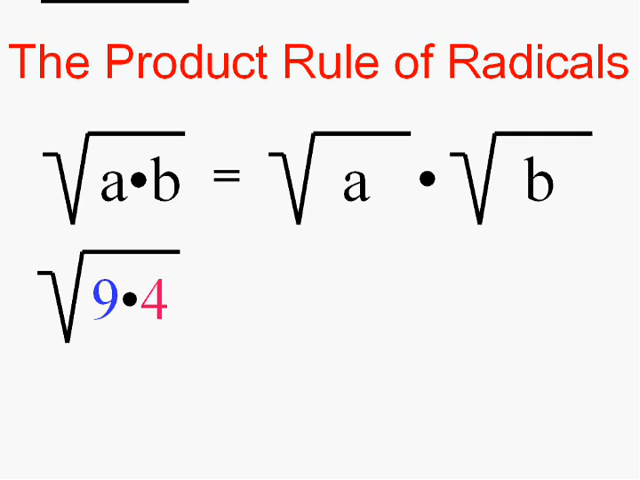 The Product Rule of Radicals
√a•b = √a • √b
√9•4